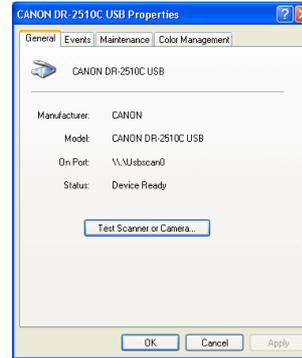 CANON DR-2510C USB Properties
General Events Maintenance Color Management
CANON DR-2510C USB
Manufacturer: CANON
Model: CANON DR-2510C USB
On Port: \\.\Usbscan0
Status: Device Ready
Test Scanner or Camera...
OK Cancel Apply